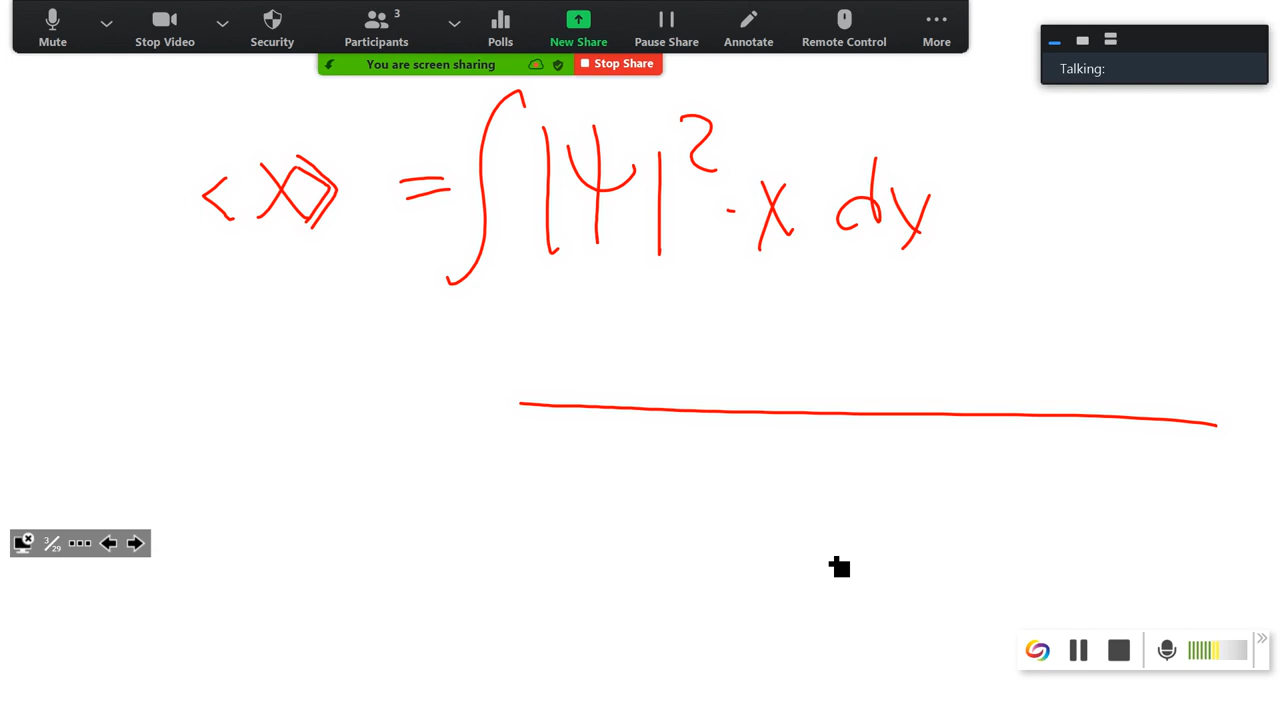 Mute Stop Video Security Participants 3 Polls New Share Pause Share Annotate Remote Control More
You are screen sharing Stop Share
Talking:
<x> = ∫|Ψ|² · x dx
3/29